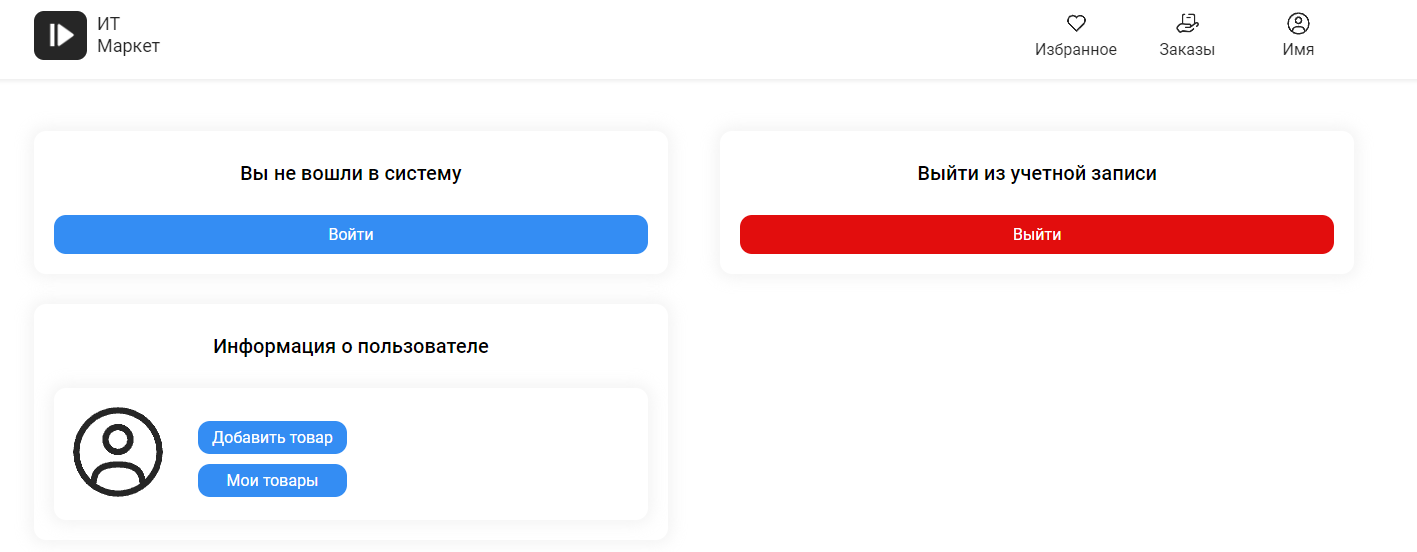 ИТ
Маркет
Избранное
Заказы
Имя
Вы не вошли в систему
Войти
Выйти из учетной записи
Выйти
Информация о пользователе
Добавить товар
Мои товары